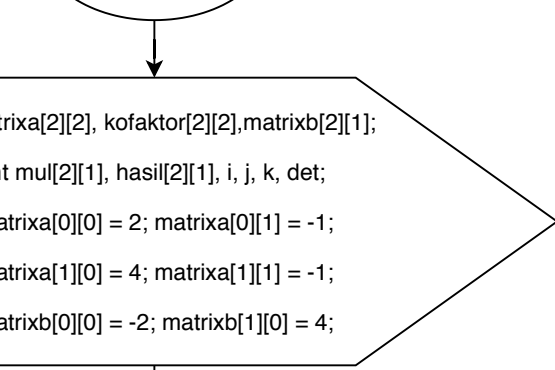 trixa[2][2], kofaktor[2][2],matrixb[2][1];
t mul[2][1], hasil[2][1], i, j, k, det;
atrixa[0][0] = 2; matrixa[0][1] = -1;
atrixa[1][0] = 4; matrixa[1][1] = -1;
atrixb[0][0] = -2; matrixb[1][0] = 4;